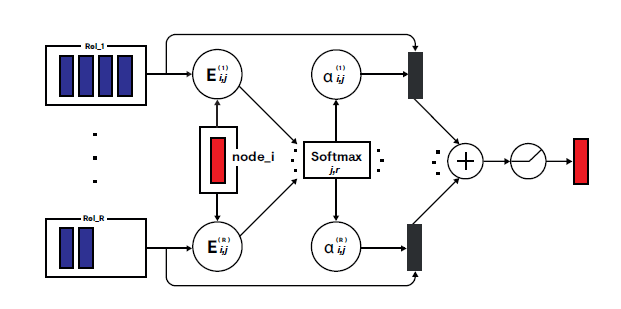 Rel_1
E (1) i,j
α (1) i,j
node_i
Softmax
j,r
Rel_R
E (R) i,j
α (R) i,j
+